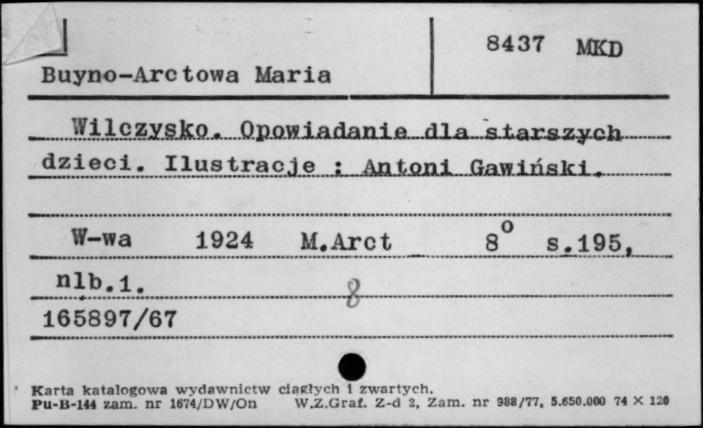 8437 MKD
Buyno-Arctowa Maria
Wilczysko. Opowiadanie dla starszych
dzieci. Ilustracje : Antoni Gawiński.
W-wa 1924 M.Arct 8° s.195,
nlb.1.
8
165897/67
Karta katalogowa wydawnictw ciągłych i zwartych.
Pu-B-144 zam. nr 1674/DW/On W.Z.Graf. Z-d 2, Zam. nr 988/77, 5.650.000 74 X 120